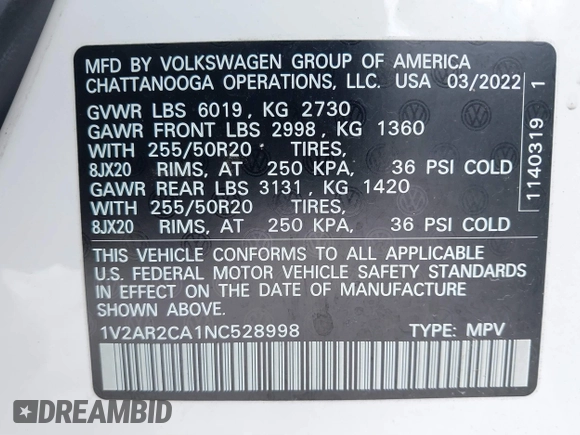 MFD BY VOLKSWAGEN GROUP OF AMERICA
CHATTANOOGA OPERATIONS, LLC. USA 03/2022
GVWR LBS 6019, KG 2730
GAWR FRONT LBS 2998, KG 1360
WITH 255/50R20 TIRES,
8JX20 RIMS, AT 250 KPA, 36 PSI COLD
GAWR REAR LBS 3131, KG 1420
WITH 255/50R20 TIRES,
8JX20 RIMS, AT 250 KPA, 36 PSI COLD
THIS VEHICLE CONFORMS TO ALL APPLICABLE
U.S. FEDERAL MOTOR VEHICLE SAFETY STANDARDS
IN EFFECT ON THE DATE OF MANUFACTURE
SHOWN ABOVE.
1V2AR2CA1NC528998 TYPE: MPV
1140319 1
DREAMBID